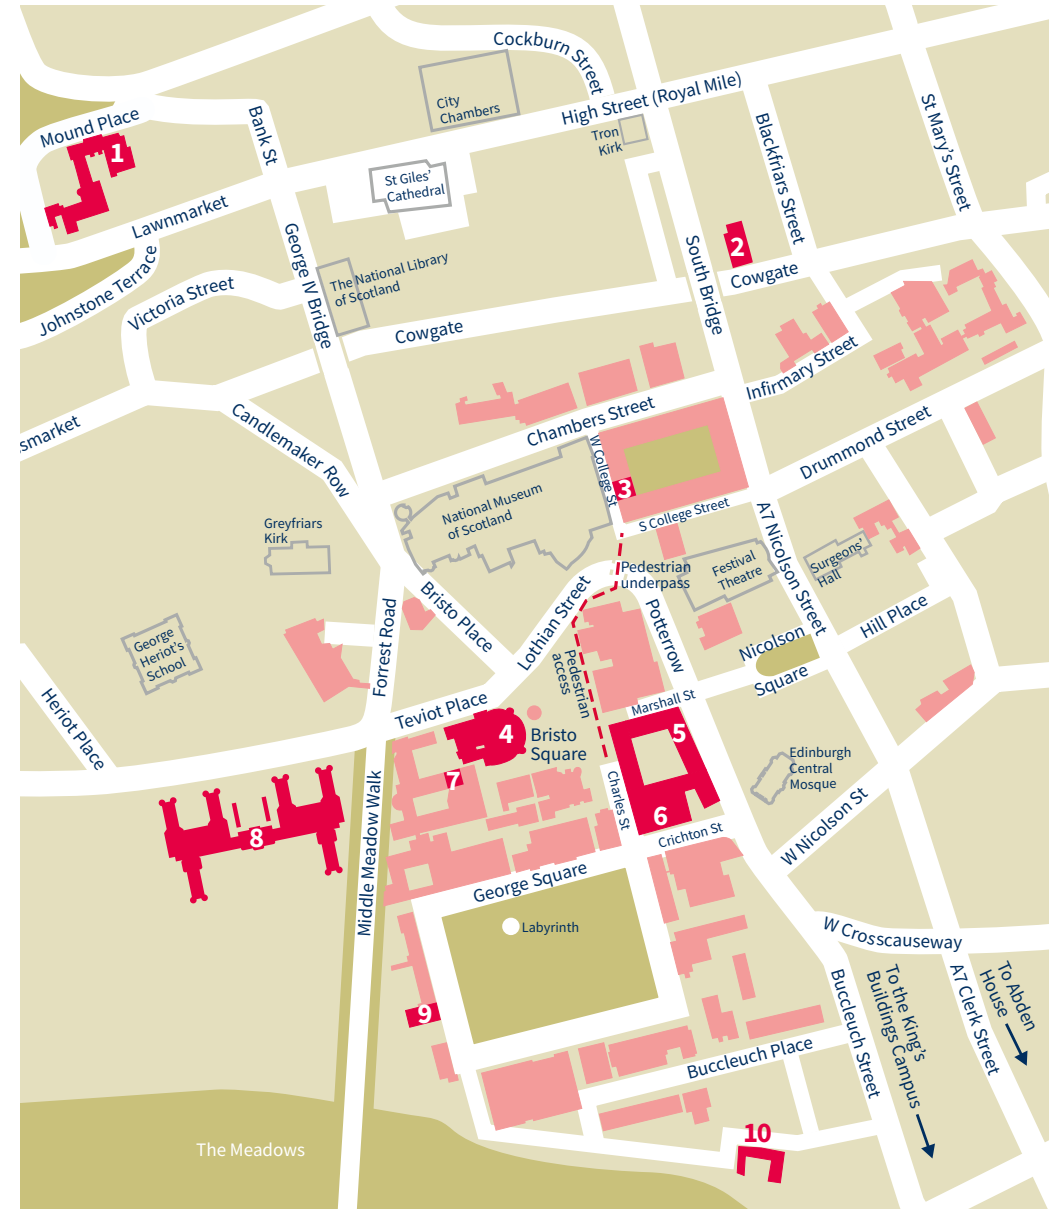 Cockburn Street
City
Chambers
High Street (Royal Mile)
Mound Place
1
Bank St
Tron
Kirk
Blackfriars Street
St Mary's Street
St Giles'
Cathedral
Lawnmarket
2
Johnstone Terrace
Victoria Street
George IV Bridge
The National Library
of Scotland
South Bridge
Cowgate
Cowgate
Infirmary Street
smarket
Candlemaker Row
Chambers Street
W College St
Drummond Street
3
National Museum
of Scotland
S College Street
A7 Nicolson Street
Greyfriars
Kirk
Pedestrian
underpass
Festival
Theatre
Surgeons'
Hall
Bristo Place
Lothian Street
Potterrow
Hill Place
George
Heriot's
School
Forrest Road
Nicolson
Square
Pedestrian
access
Heriot Place
Teviot Place
Marshall St
4
Bristo
Square
5
7
Edinburgh
Central
Mosque
Charles St
6
8
Middle Meadow Walk
Crichton St
W Nicolson St
George Square
Labyrinth
W Crosscauseway
9
Buccleuch Street
To the King's
Buildings Campus
A7 Clerk Street
To Abden
House
Buccleuch Place
10
The Meadows